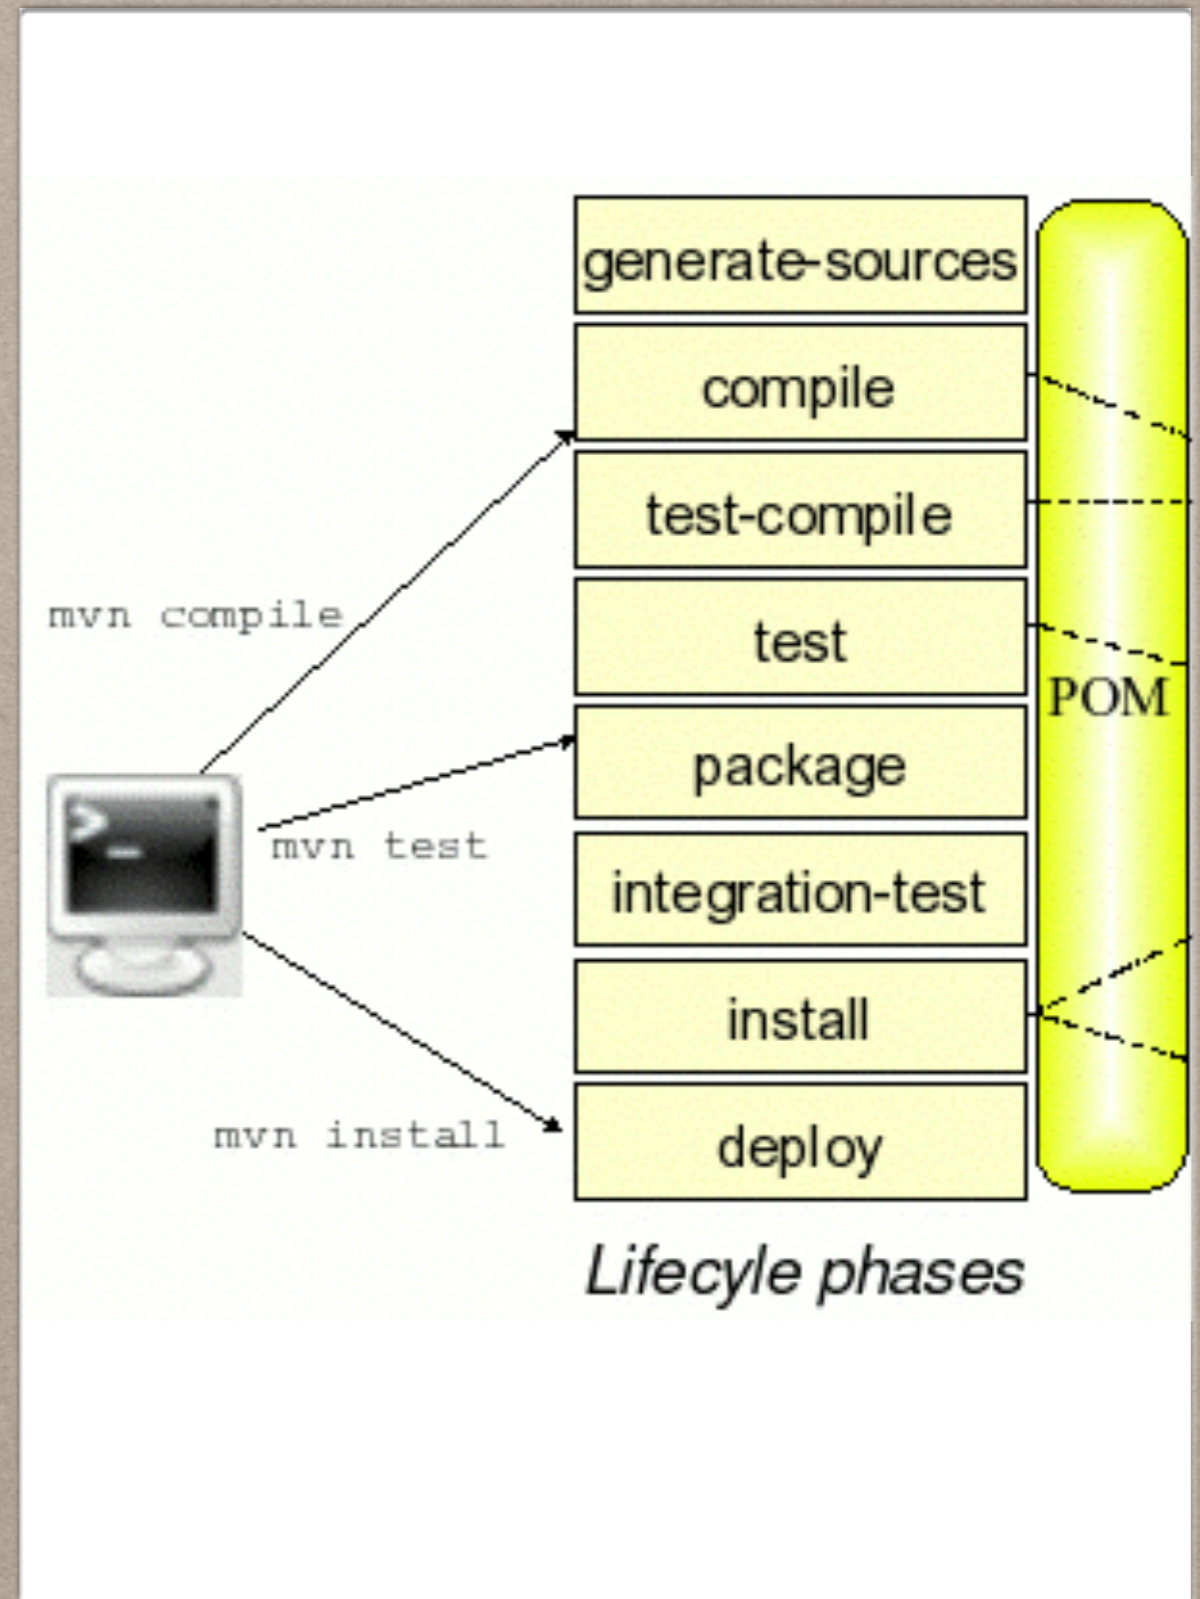 generate-sources
compile
test-compile
mvn compile
test
POM
package
mvn test
integration-test
install
mvn install
deploy
Lifecyle phases